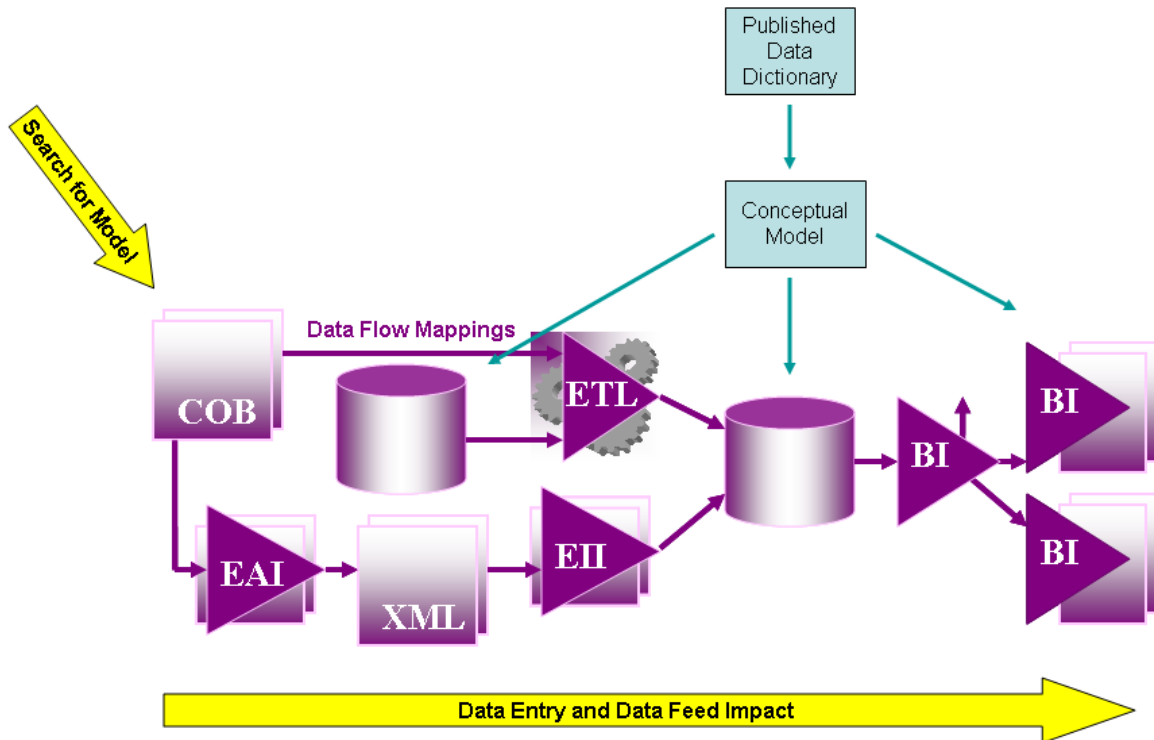 Published
Data
Dictionary
Search for Model
Conceptual
Model
Data Flow Mappings
COB
ETL
BI
BI
EAI
XML
EII
BI
Data Entry and Data Feed Impact